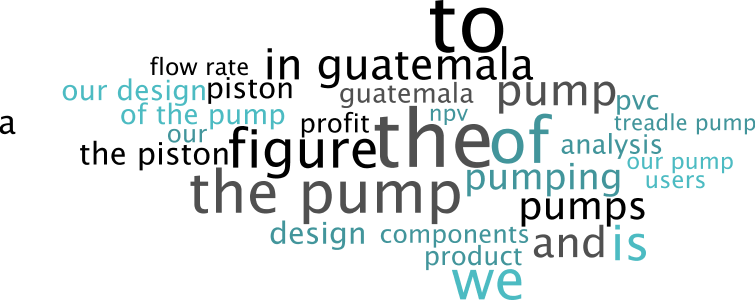 to
in guatemala
flow rate
piston
our design
guatemala
pump
pvc
of the pump
npv
a
profit
the
treadle pump
our
figure
of
analysis
the piston
our pump
pumping
users
the pump
pumps
design
components
and
is
product
we